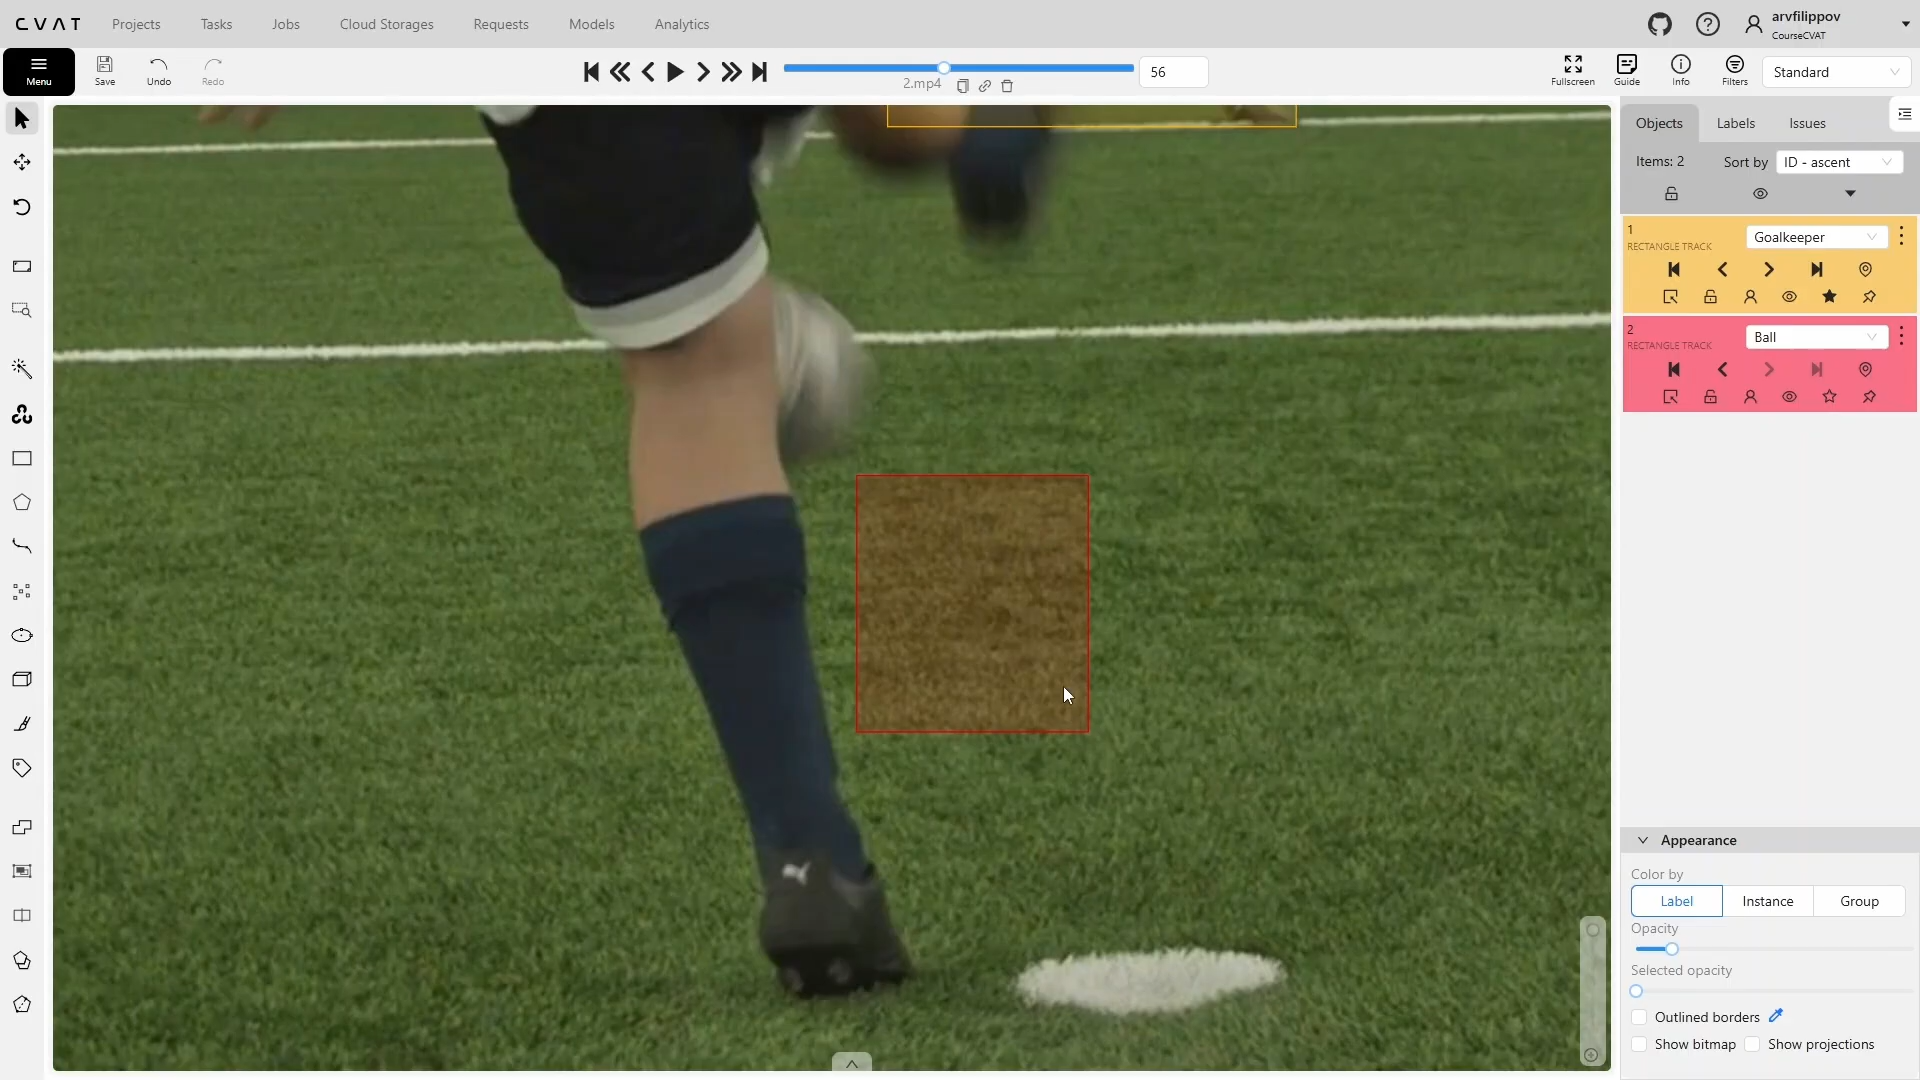 CVAT Projects Tasks Jobs Cloud Storages Requests Models Analytics arvfilippov
CourseCVAT
Menu Save Undo Redo 2.mp4 56 Fullscreen Guide Info Filters Standard
Objects Labels Issues
Items: 2 Sort by ID - ascent
1 RECTANGLE TRACK Goalkeeper
2 RECTANGLE TRACK Ball
Appearance
Color by
Label Instance Group
Opacity
Selected opacity
Outlined borders
Show bitmap Show projections